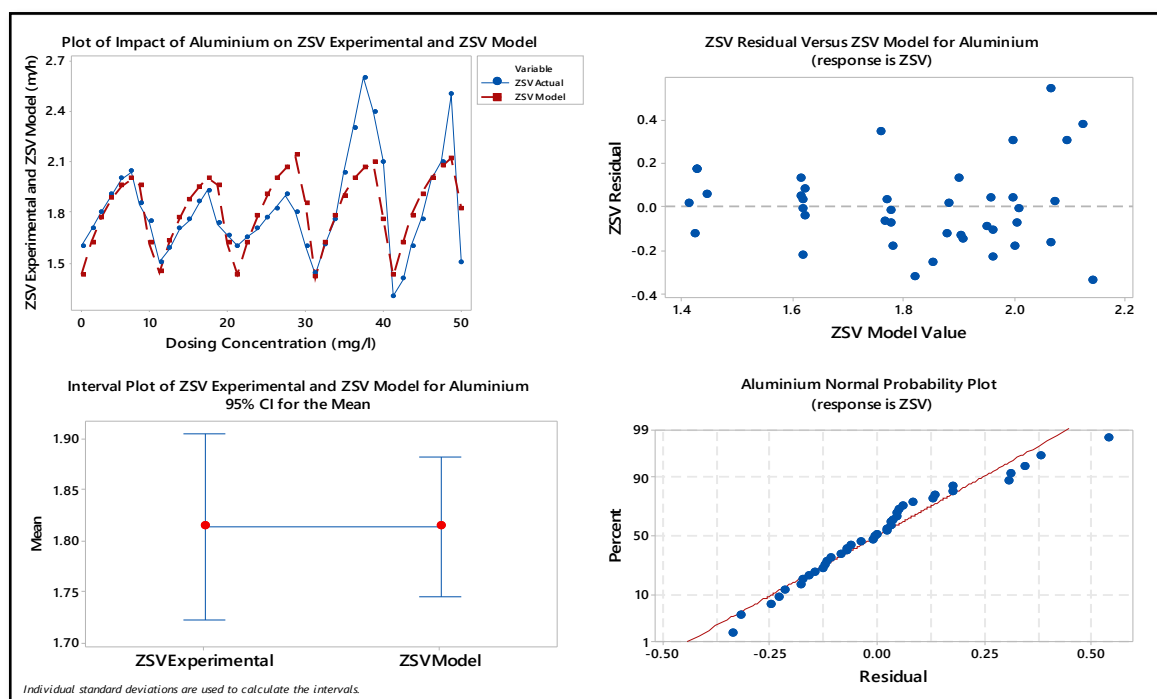 Plot of Impact of Aluminium on ZSV Experimental and ZSV Model
ZSV Experimental and ZSV Model (m/h)
2.7
2.4
2.1
1.8
1.5
0
10
20
30
40
50
Dosing Concentration (mg/l)
Variable
ZSV Actual
ZSV Model
ZSV Residual Versus ZSV Model for Aluminium
(response is ZSV)
ZSV Residual
0.4
0.2
0.0
-0.2
-0.4
1.4
1.6
1.8
2.0
2.2
ZSV Model Value
Interval Plot of ZSV Experimental and ZSV Model for Aluminium
95% CI for the Mean
Mean
1.90
1.85
1.80
1.75
1.70
ZSVExperimental
ZSVModel
Individual standard deviations are used to calculate the intervals.
Aluminium Normal Probability Plot
(response is ZSV)
Percent
99
90
50
10
1
-0.50
-0.25
0.00
0.25
0.50
Residual